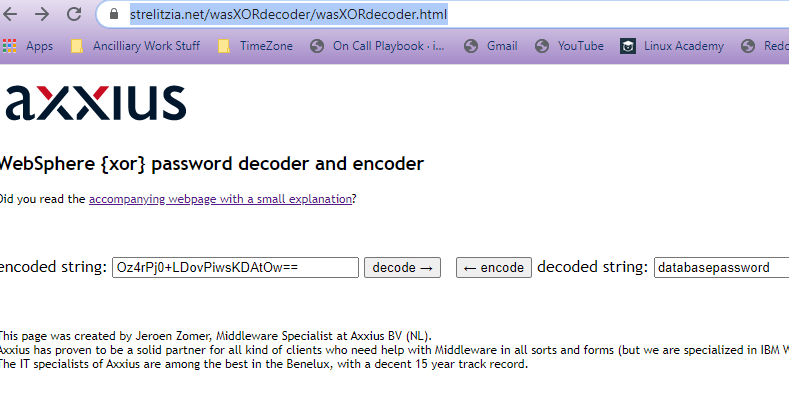 strelitzia.net/wasXORdecoder/wasXORdecoder.html
Apps Ancilliary Work Stuff TimeZone On Call Playbook · i... Gmail YouTube Linux Academy
axxius
WebSphere {xor} password decoder and encoder
Did you read the accompanying webpage with a small explanation?
encoded string: Oz4rPj0+LDovPiwsKDAtOw== decode → ← encode decoded string: databasepassword
This page was created by Jeroen Zomer, Middleware Specialist at Axxius BV (NL).
Axxius has proven to be a solid partner for all kind of clients who need help with Middleware in all sorts and forms (but we are specialized in IBM
The IT specialists of Axxius are among the best in the Benelux, with a decent 15 year track record.